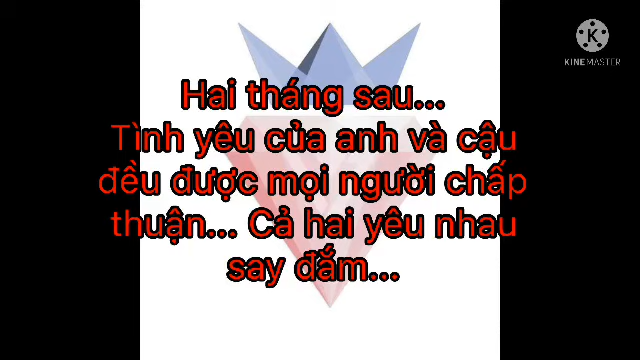 KINEMASTER
Hai tháng sau...
Tình yêu của anh và cậu
đều được mọi người chấp
thuận... Cả hai yêu nhau
say đắm...